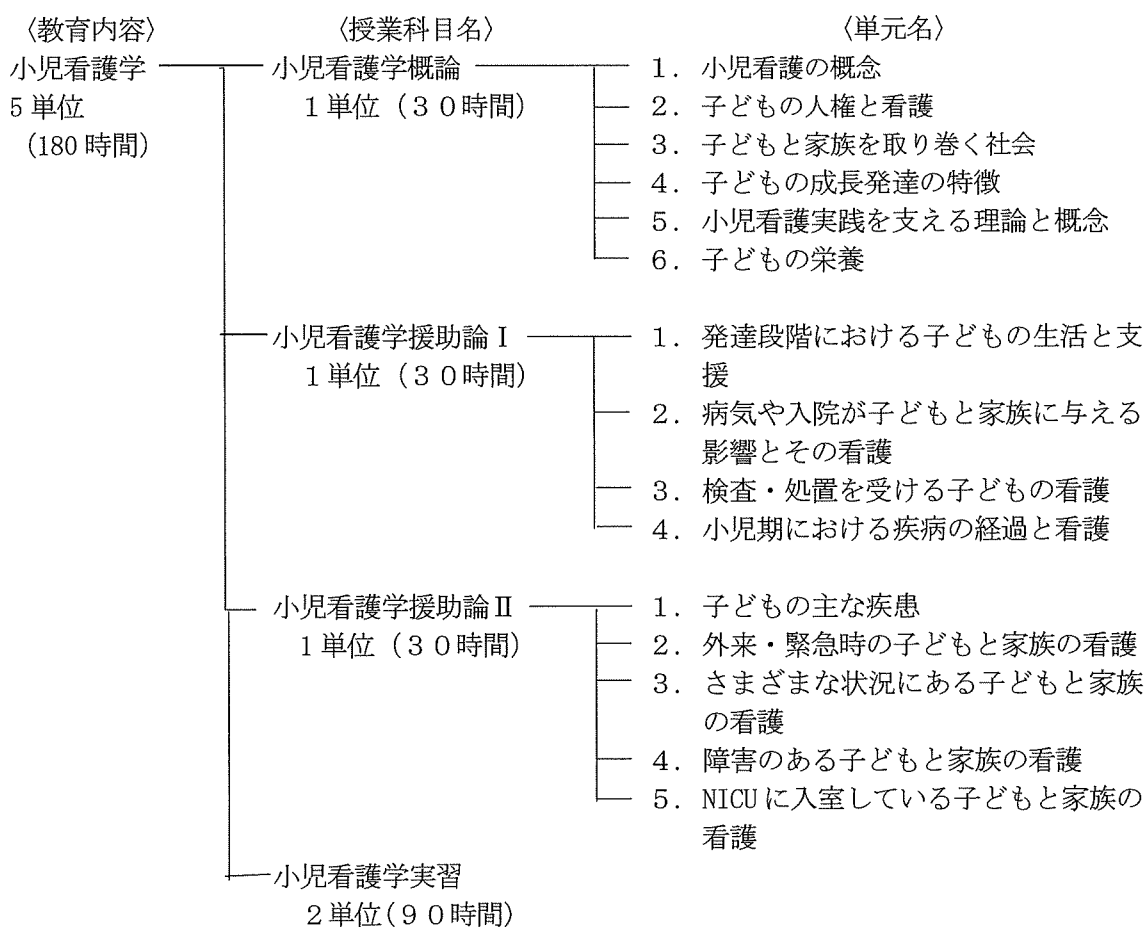 〈教育内容〉 〈授業科目名〉 〈単元名〉
小児看護学 小児看護学概論 1．小児看護の概念
5単位 1単位（30時間） 2．子どもの人権と看護
(180時間) 3．子どもと家族を取り巻く社会
4．子どもの成長発達の特徴
5．小児看護実践を支える理論と概念
6．子どもの栄養
小児看護学援助論Ⅰ 1．発達段階における子どもの生活と支
1単位（30時間） 援
2．病気や入院が子どもと家族に与える
影響とその看護
3．検査・処置を受ける子どもの看護
4．小児期における疾病の経過と看護
小児看護学援助論Ⅱ 1．子どもの主な疾患
1単位（30時間） 2．外来・緊急時の子どもと家族の看護
3．さまざまな状況にある子どもと家族
の看護
4．障害のある子どもと家族の看護
5．NICUに入室している子どもと家族の
看護
小児看護学実習
2単位(90時間)